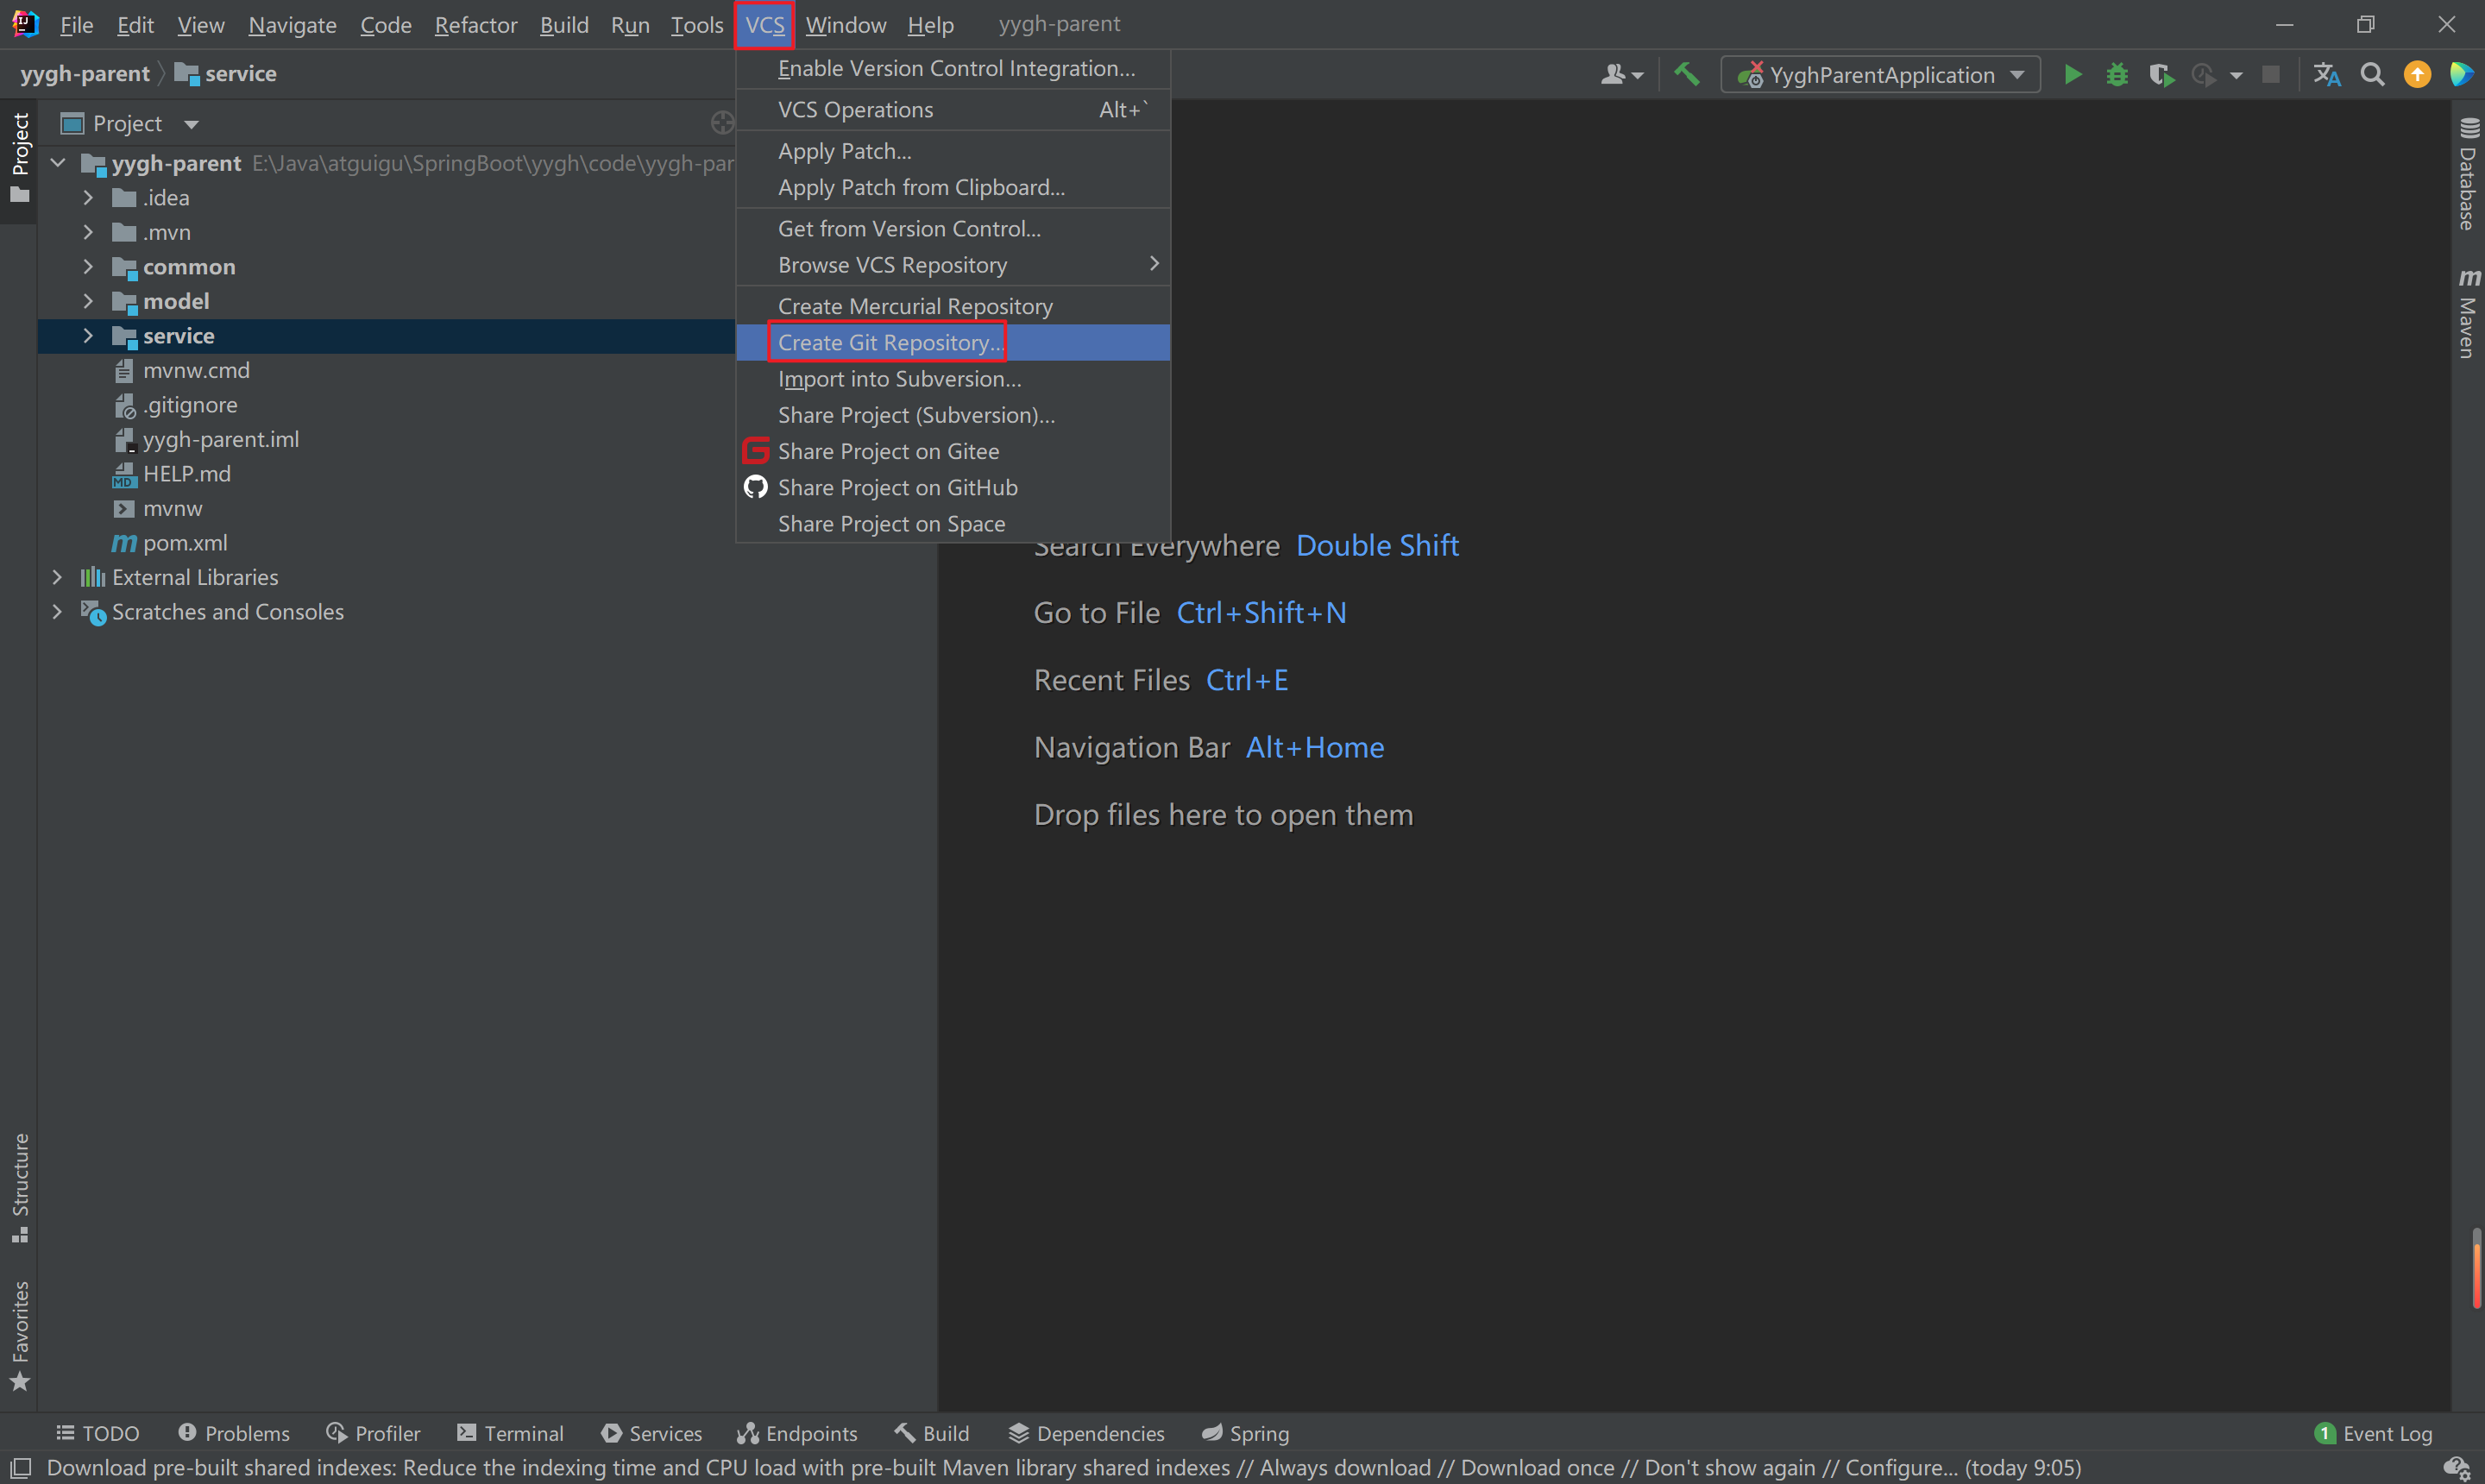 File Edit View Navigate Code Refactor Build Run Tools VCS Window Help yygh-parent
yygh-parent service
YyghParentApplication
Project
Enable Version Control Integration...
VCS Operations Alt+`
Apply Patch...
Apply Patch from Clipboard...
Get from Version Control...
Browse VCS Repository
Create Mercurial Repository
Create Git Repository...
Import into Subversion...
Share Project (Subversion)...
Share Project on Gitee
Share Project on GitHub
Share Project on Space
Project
yygh-parent E:\Java\atguigu\SpringBoot\yygh\code\yygh-par
.idea
.mvn
common
model
service
mvnw.cmd
.gitignore
yygh-parent.iml
HELP.md
mvnw
pom.xml
External Libraries
Scratches and Consoles
Search Everywhere Double Shift
Go to File Ctrl+Shift+N
Recent Files Ctrl+E
Navigation Bar Alt+Home
Drop files here to open them
Database
Maven
Structure
Favorites
TODO Problems Profiler Terminal Services Endpoints Build Dependencies Spring 1 Event Log
Download pre-built shared indexes: Reduce the indexing time and CPU load with pre-built Maven library shared indexes // Always download // Download once // Don't show again // Configure... (today 9:05)